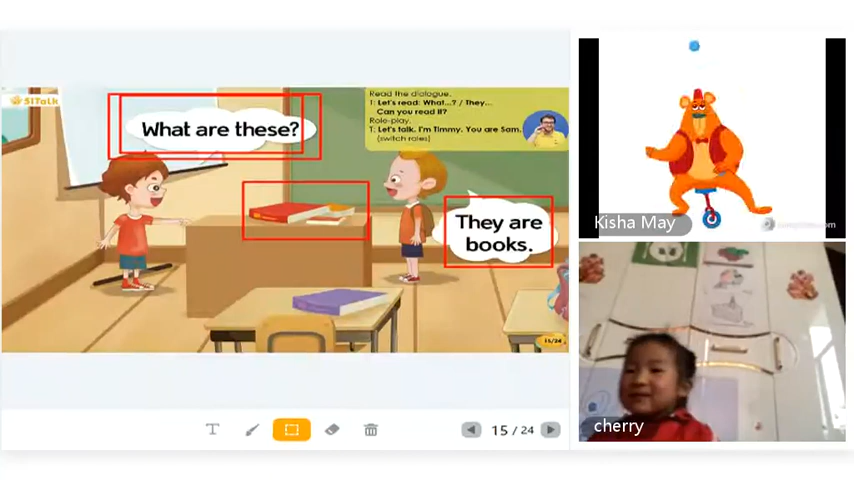 51Talk
What are these?
Read the dialogue.
T: Let's read: What...? / They...
Can you read it?
Role-play.
T: Let's talk. I'm Timmy. You are Sam.
(switch roles)
They are
books.
15/24
T
15 / 24
Kisha May
cherry